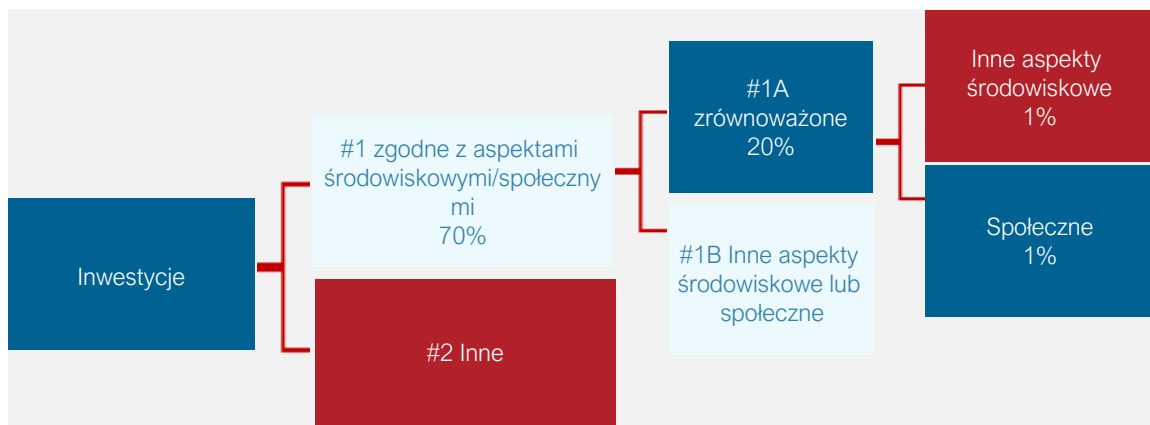 Inwestycje
#1 zgodne z aspektami
środowiskowymi/społeczny
mi
70%
#2 Inne
#1A
zrównoważone
20%
#1B Inne aspekty
środowiskowe lub
społeczne
Inne aspekty
środowiskowe
1%
Społeczne
1%